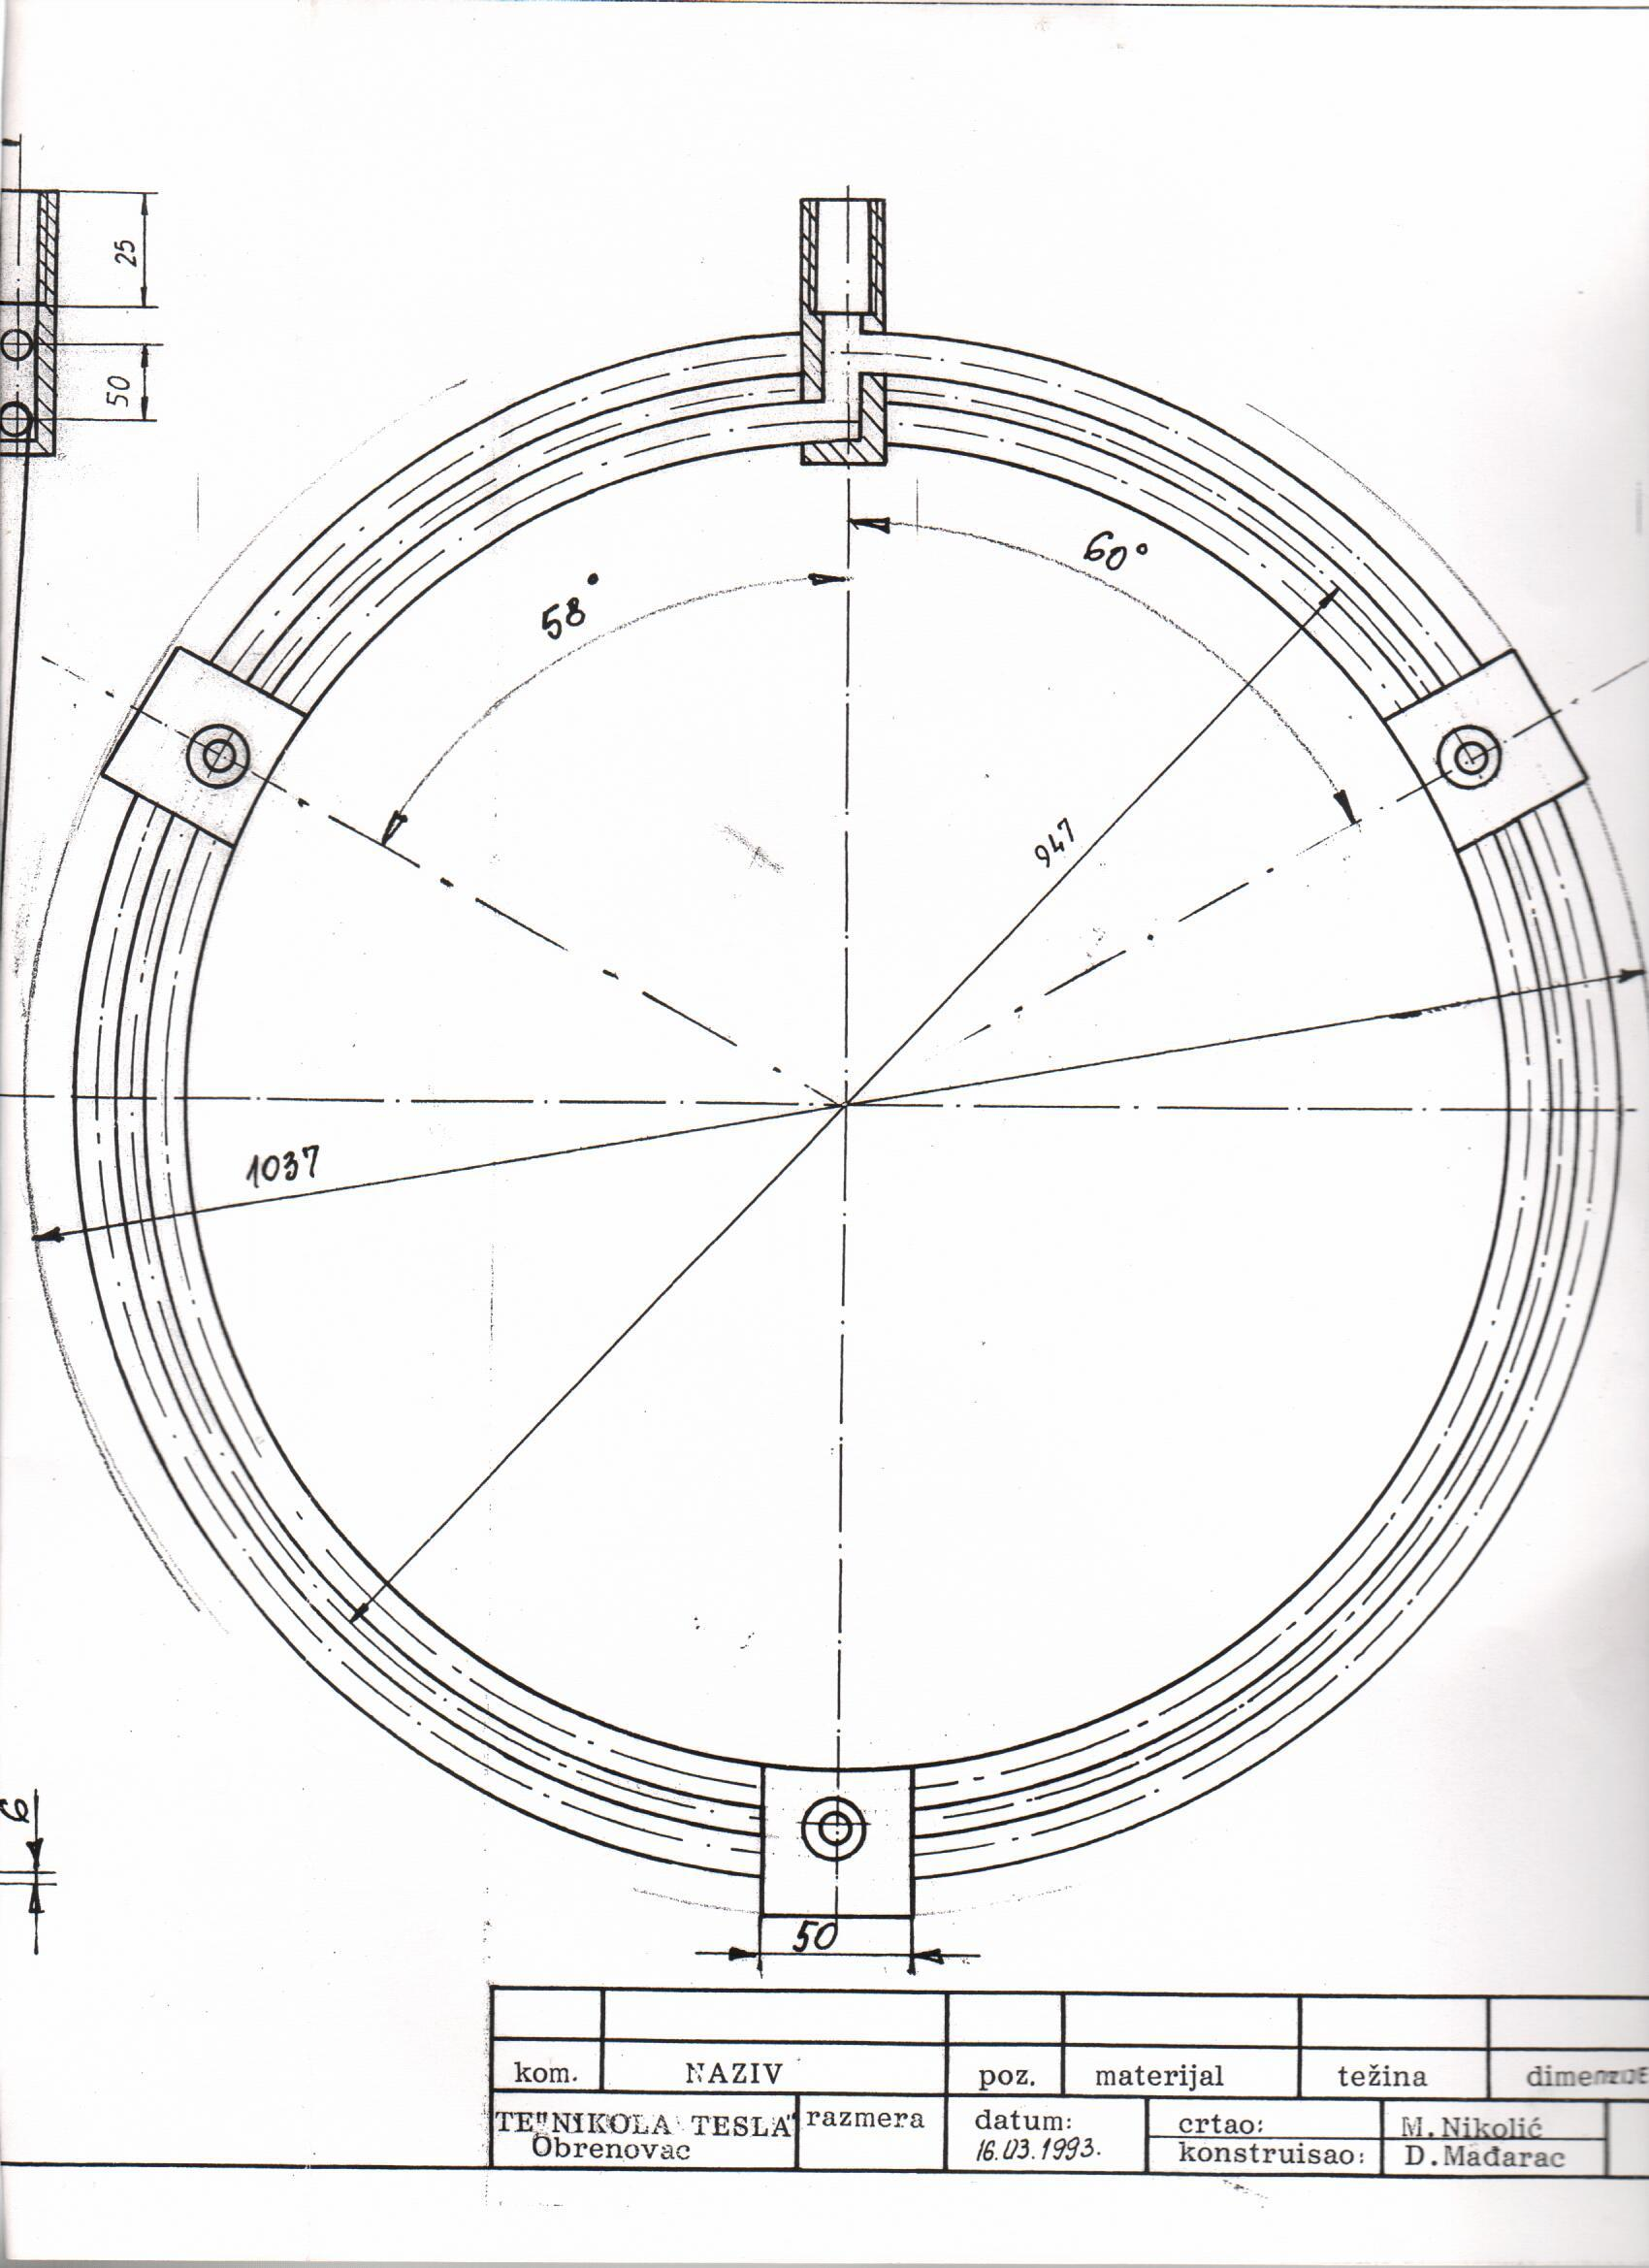 25
50
58°
60°
947
1037
6
50
kom.
NAZIV
poz.
materijal
težina
TE"NIKOLA TESLA"
Obrenovac
razmera
datum:
16.03.1993.
crtao:
M. Nikolić
konstruisao:
D. Mađarac